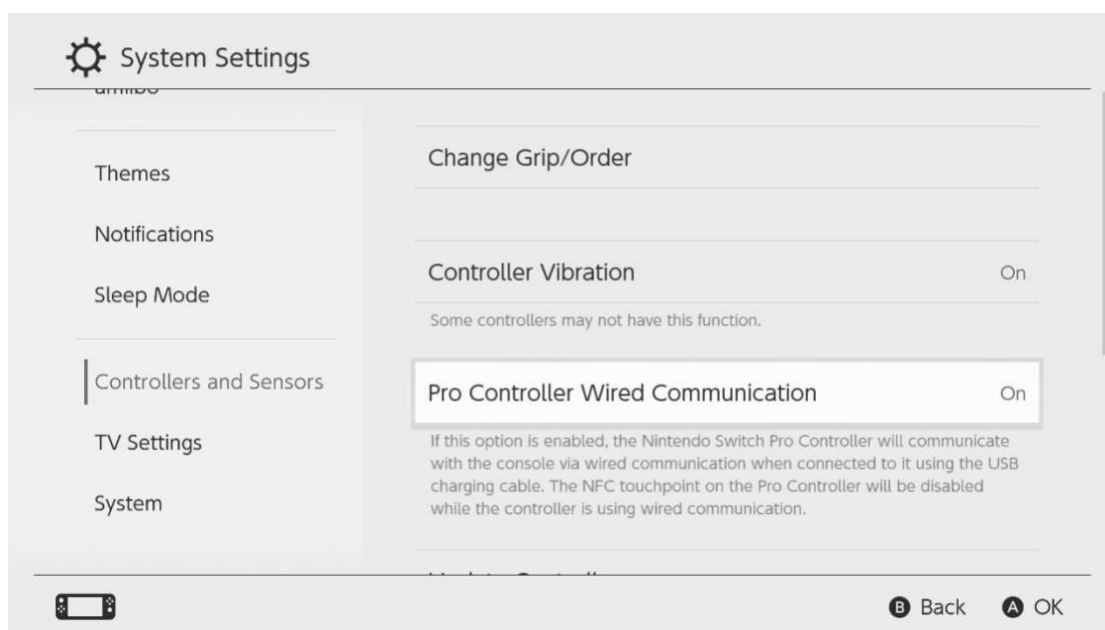 System Settings
amiibo
Themes
Notifications
Sleep Mode
Controllers and Sensors
TV Settings
System
Change Grip/Order
Controller Vibration On
Some controllers may not have this function.
Pro Controller Wired Communication On
If this option is enabled, the Nintendo Switch Pro Controller will communicate
with the console via wired communication when connected to it using the USB
charging cable. The NFC touchpoint on the Pro Controller will be disabled
while the controller is using wired communication.
B Back A OK